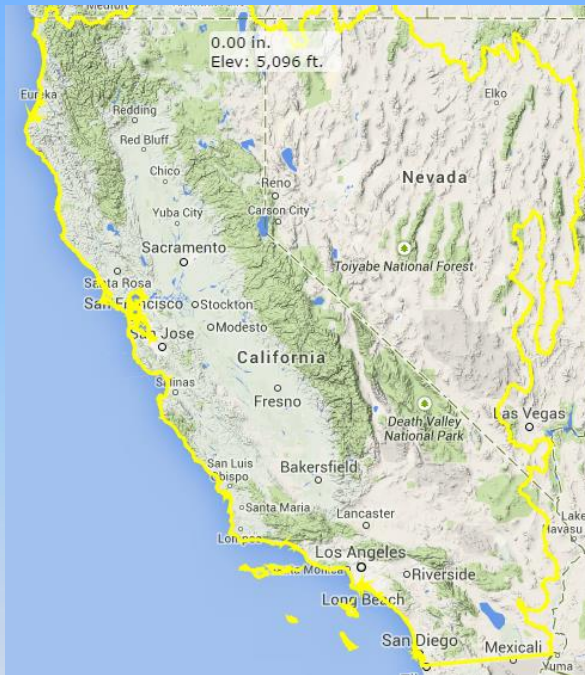 Medford
0.00 in.
Elev: 5,096 ft.
Eureka
Elko
Redding
Red Bluff
Chico
Reno
Nevada
Yuba City
Carson City
Sacramento
Toiyabe National Forest
Santa Rosa
San Francisco
Stockton
Modesto
San Jose
California
Salinas
Fresno
Las Vegas
Death Valley
National Park
San Luis
Obispo
Bakersfield
Santa Maria
Lancaster
Lake
Havasu
Lompoc
Los Angeles
Santa Monica
Riverside
Long Beach
San Diego
Mexicali
Yuma